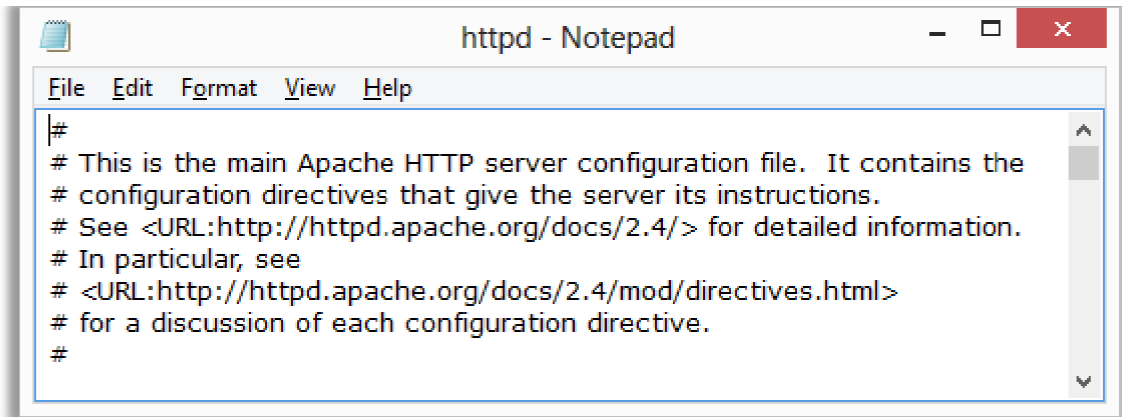 httpd - Notepad
File Edit Format View Help
#
# This is the main Apache HTTP server configuration file.  It contains the
# configuration directives that give the server its instructions.
# See <URL:http://httpd.apache.org/docs/2.4/> for detailed information.
# In particular, see
# <URL:http://httpd.apache.org/docs/2.4/mod/directives.html>
# for a discussion of each configuration directive.
#